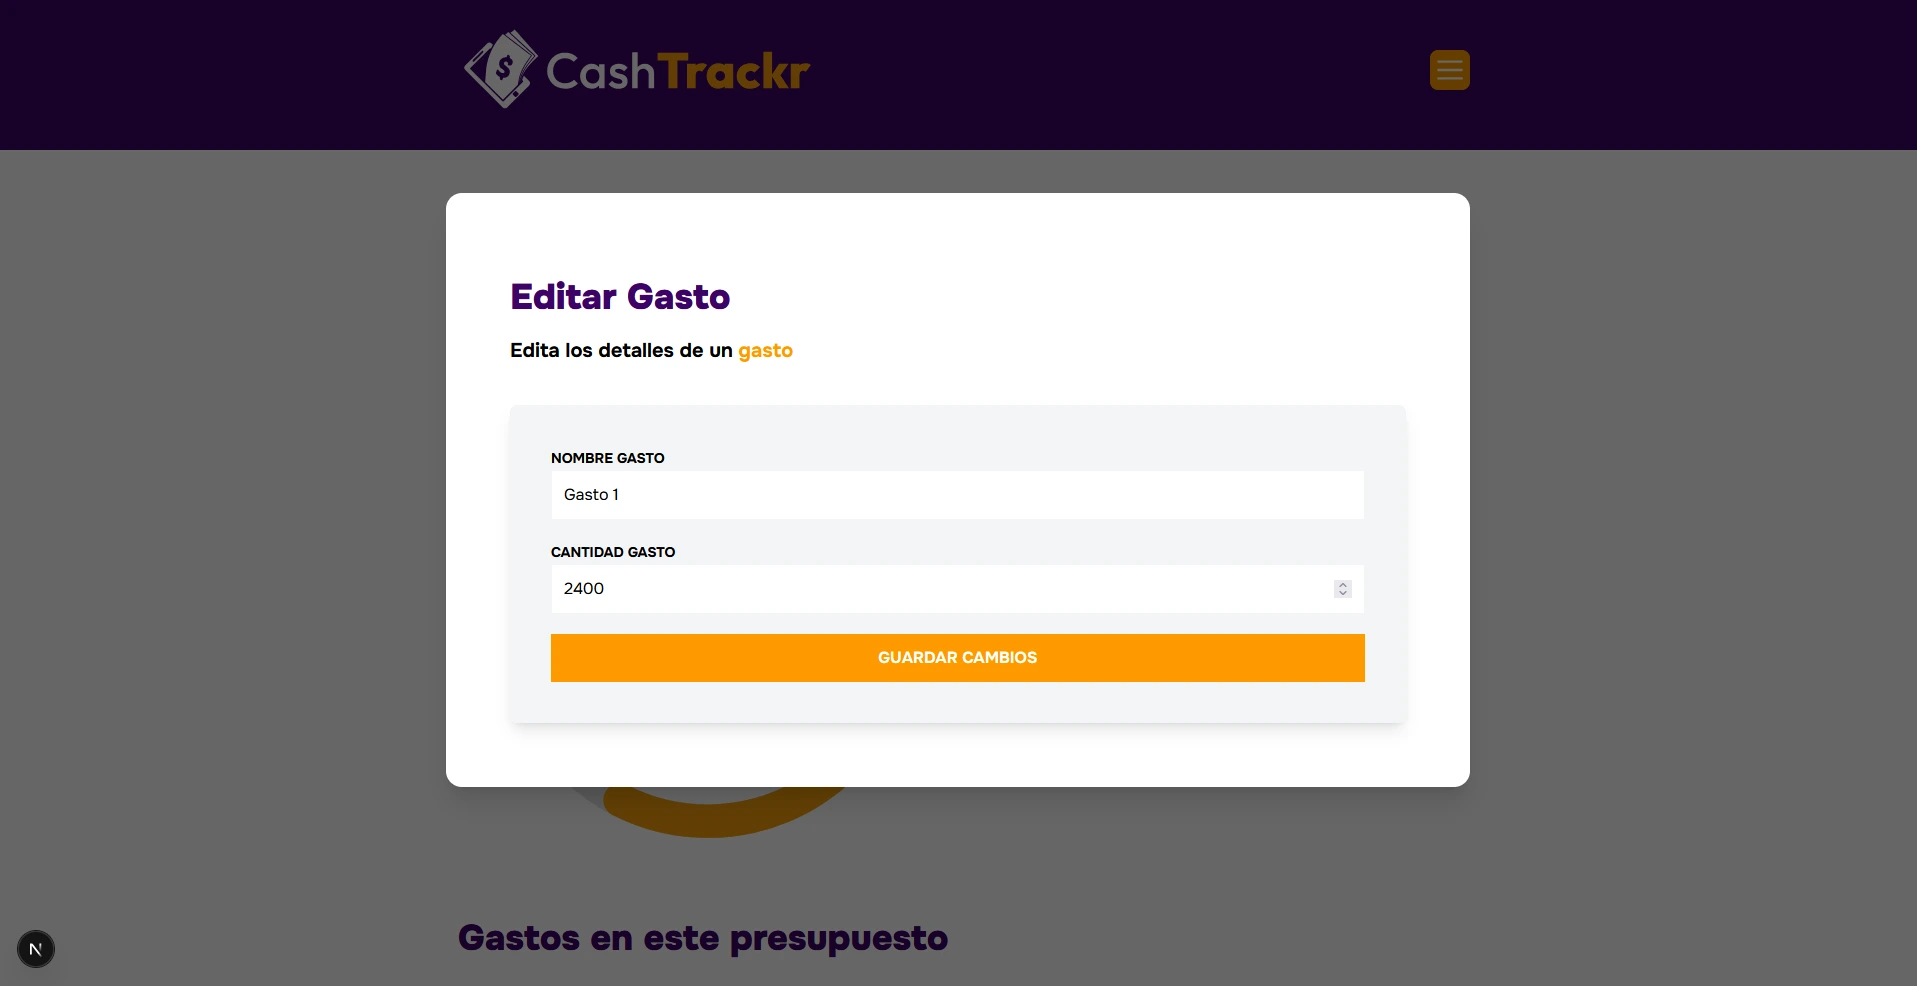 $
CashTrackr
Editar Gasto
Edita los detalles de un gasto
NOMBRE GASTO
Gasto 1
CANTIDAD GASTO
2400
GUARDAR CAMBIOS
Gastos en este presupuesto
N